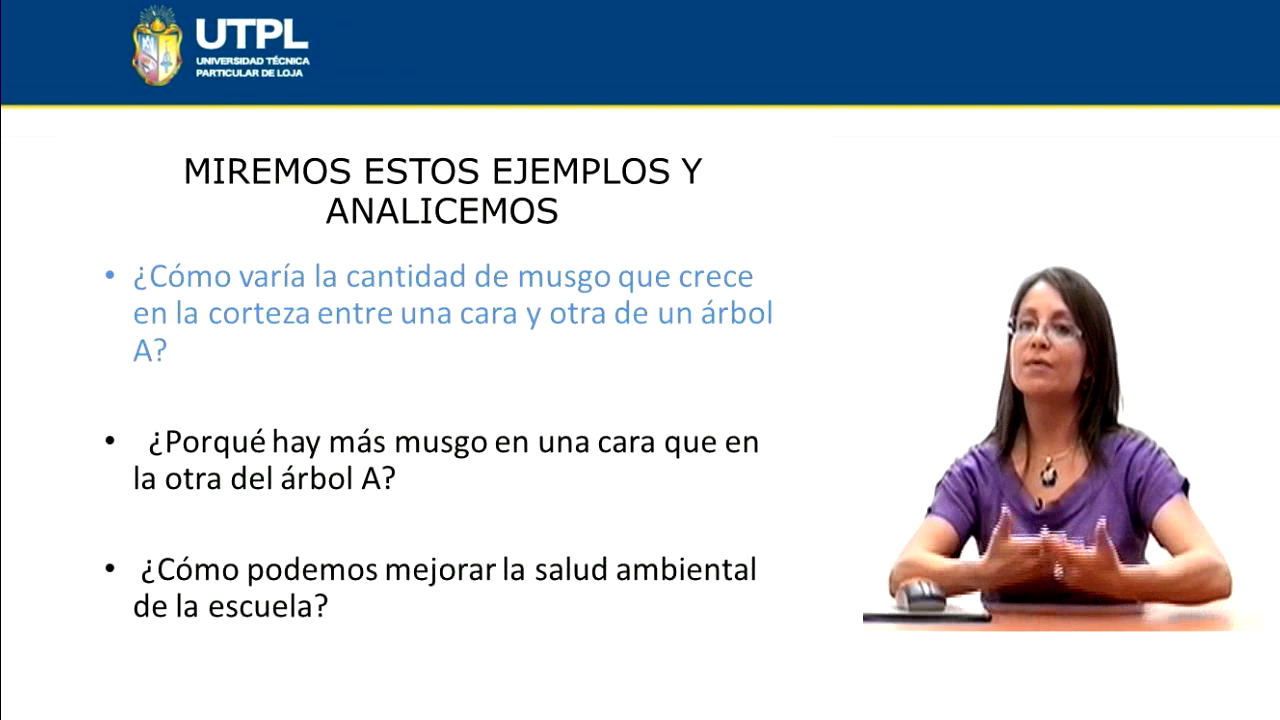 UTPL
UNIVERSIDAD TÉCNICA
PARTICULAR DE LOJA
MIREMOS ESTOS EJEMPLOS Y
ANALICEMOS
• ¿Cómo varía la cantidad de musgo que crece
en la corteza entre una cara y otra de un árbol
A?
• ¿Porqué hay más musgo en una cara que en
la otra del árbol A?
• ¿Cómo podemos mejorar la salud ambiental
de la escuela?